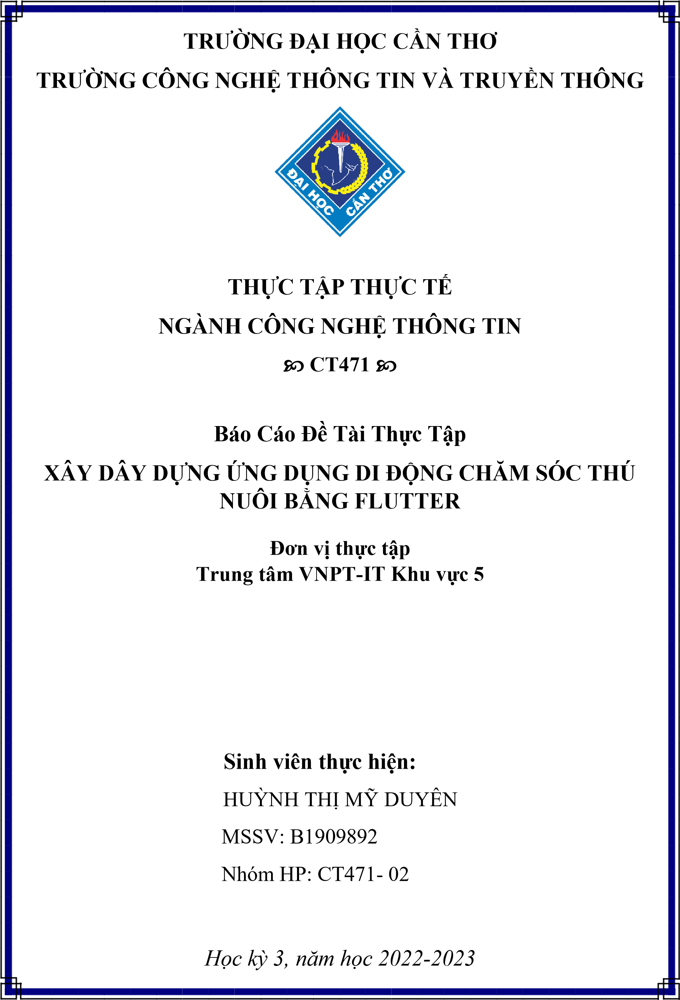 TRƯỜNG ĐẠI HỌC CẦN THƠ
TRƯỜNG CÔNG NGHỆ THÔNG TIN VÀ TRUYỀN THÔNG
ĐẠI HỌC CẦN THƠ
THỰC TẬP THỰC TẾ
NGÀNH CÔNG NGHỆ THÔNG TIN
CT471
Báo Cáo Đề Tài Thực Tập
XÂY DÂY DỰNG ỨNG DỤNG DI ĐỘNG CHĂM SÓC THÚ
NUÔI BẰNG FLUTTER
Đơn vị thực tập
Trung tâm VNPT-IT Khu vực 5
Sinh viên thực hiện:
HUỲNH THỊ MỸ DUYÊN
MSSV: B1909892
Nhóm HP: CT471- 02
Học kỳ 3, năm học 2022-2023